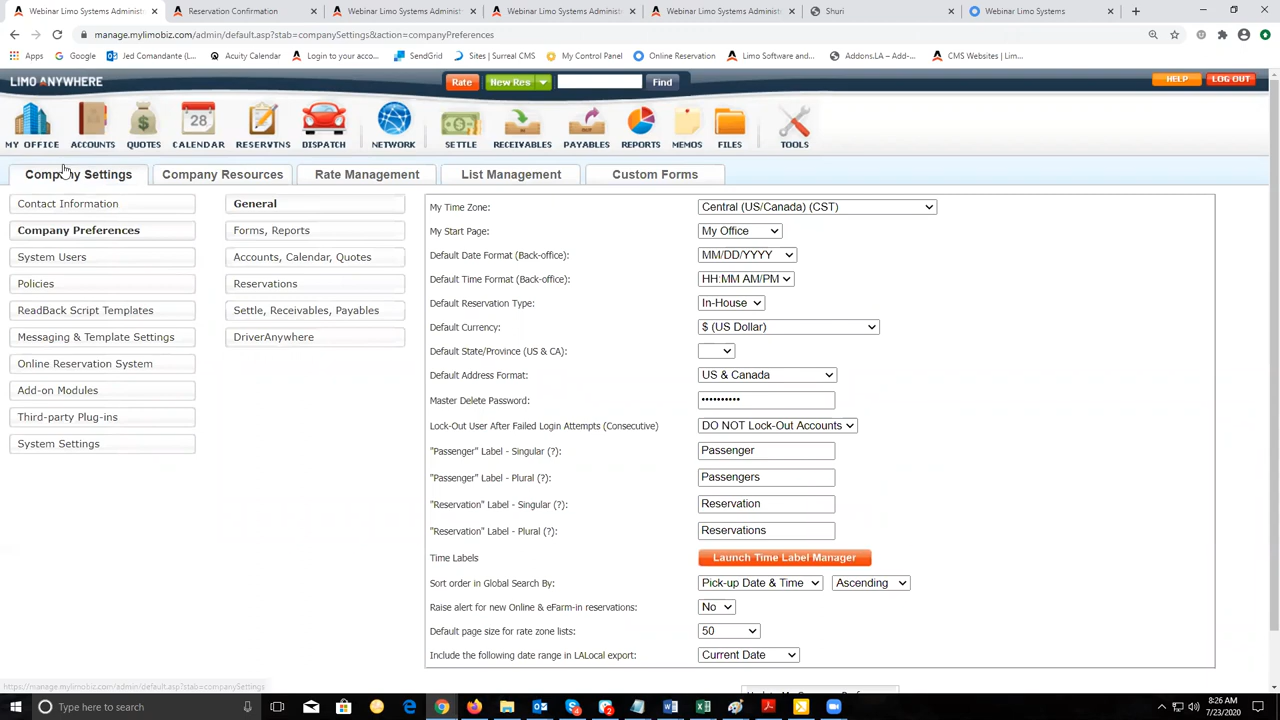 Webinar Limo Systems Administ
Reservation Confirmation
Webinar Limo Systems Administ
Webinar Limo Systems Administ
Webinar Limo Systems Administ
Shuri
Webinar Limo Systems
manage.mylimobiz.com/admin/default.asp?stab=companySettings&action=companyPreferences
Apps
Google
Jed Comandante (...
Acuity Calendar
Login to your acco...
SendGrid
Sites | Surreal CMS
My Control Panel
Online Reservation
Limo Software and...
Addons.LA – Add-...
CMS Websites | Lim...
LIMO ANYWHERE
Rate
New Res
Find
HELP
LOG OUT
28
MY OFFICE
ACCOUNTS
QUOTES
CALENDAR
RESERVTNS
DISPATCH
NETWORK
SETTLE
RECEIVABLES
PAYABLES
REPORTS
MEMOS
FILES
TOOLS
Company Settings
Company Resources
Rate Management
List Management
Custom Forms
Contact Information
Company Preferences
System Users
Policies
ReadBack Script Templates
Messaging & Template Settings
Online Reservation System
Add-on Modules
Third-party Plug-ins
System Settings
General
Forms, Reports
Accounts, Calendar, Quotes
Reservations
Settle, Receivables, Payables
DriverAnywhere
My Time Zone: Central (US/Canada) (CST)
My Start Page: My Office
Default Date Format (Back-office): MM/DD/YYYY
Default Time Format (Back-office): HH:MM AM/PM
Default Reservation Type: In-House
Default Currency: $ (US Dollar)
Default State/Province (US & CA):
Default Address Format: US & Canada
Master Delete Password: ••••••••••
Lock-Out User After Failed Login Attempts (Consecutive) DO NOT Lock-Out Accounts
"Passenger" Label - Singular (?): Passenger
"Passenger" Label - Plural (?): Passengers
"Reservation" Label - Singular (?): Reservation
"Reservation" Label - Plural (?): Reservations
Time Labels Launch Time Label Manager
Sort order in Global Search By: Pick-up Date & Time Ascending
Raise alert for new Online & eFarm-in reservations: No
Default page size for rate zone lists: 50
Include the following date range in LALocal export: Current Date
https://manage.mylimobiz.com/admin/default.asp?stab=companySettings
Type here to search
8:26 AM
7/23/2020